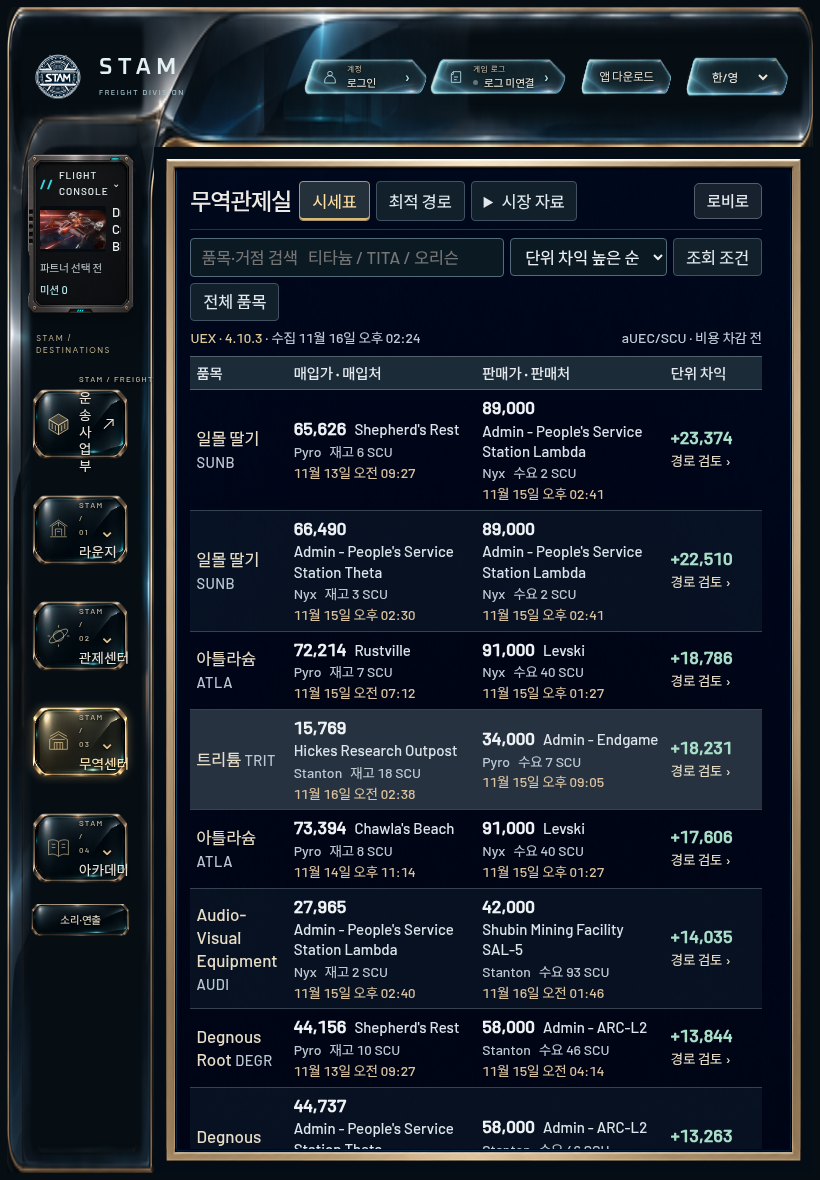 STAM
STAM
FREIGHT DIVISION
계정
로그인 ›
게임 로그
로그 미연결 ›
앱 다운로드
한/영
// FLIGHT CONSOLE
파트너 선택 전
미션 0
STAM /
DESTINATIONS
STAM / FREIGHT
운송사업부
STAM / 01
라운지
STAM / 02
관제센터
STAM / 03
무역센터
STAM / 04
아카데미
소리·연출
무역관제실
시세표
최적 경로
▶ 시장 자료
로비로
품목·거점 검색 티타늄 / TITA / 오리슨
단위 차익 높은 순
조회 조건
전체 품목
UEX · 4.10.3 · 수집 11월 16일 오후 02:24
aUEC/SCU · 비용 차감 전
품목 매입가 · 매입처 판매가 · 판매처 단위 차익
일몰 딸기
SUNB
65,626 Shepherd's Rest
Pyro 재고 6 SCU
11월 13일 오전 09:27
89,000
Admin - People's Service
Station Lambda
Nyx 수요 2 SCU
11월 15일 오후 02:41
+23,374
경로 검토 ›
일몰 딸기
SUNB
66,490
Admin - People's Service
Station Theta
Nyx 재고 3 SCU
11월 15일 오후 02:30
89,000
Admin - People's Service
Station Lambda
Nyx 수요 2 SCU
11월 15일 오후 02:41
+22,510
경로 검토 ›
아틀라슘
ATLA
72,214 Rustville
Pyro 재고 7 SCU
11월 15일 오전 07:12
91,000 Levski
Nyx 수요 40 SCU
11월 15일 오후 01:27
+18,786
경로 검토 ›
트리튬 TRIT
15,769
Hickes Research Outpost
Stanton 재고 18 SCU
11월 16일 오전 02:38
34,000 Admin - Endgame
Pyro 수요 7 SCU
11월 15일 오후 09:05
+18,231
경로 검토 ›
아틀라슘
ATLA
73,394 Chawla's Beach
Pyro 재고 8 SCU
11월 14일 오후 11:14
91,000 Levski
Nyx 수요 40 SCU
11월 15일 오후 01:27
+17,606
경로 검토 ›
Audio-
Visual
Equipment
AUDI
27,965
Admin - People's Service
Station Lambda
Nyx 재고 2 SCU
11월 15일 오후 02:40
42,000
Shubin Mining Facility
SAL-5
Stanton 수요 93 SCU
11월 16일 오전 01:46
+14,035
경로 검토 ›
Degnous
Root DEGR
44,156 Shepherd's Rest
Pyro 재고 10 SCU
11월 13일 오전 09:27
58,000 Admin - ARC-L2
Stanton 수요 46 SCU
11월 15일 오전 04:14
+13,844
경로 검토 ›
Degnous
44,737
Admin - People's Service
Station Theta
58,000 Admin - ARC-L2
+13,263